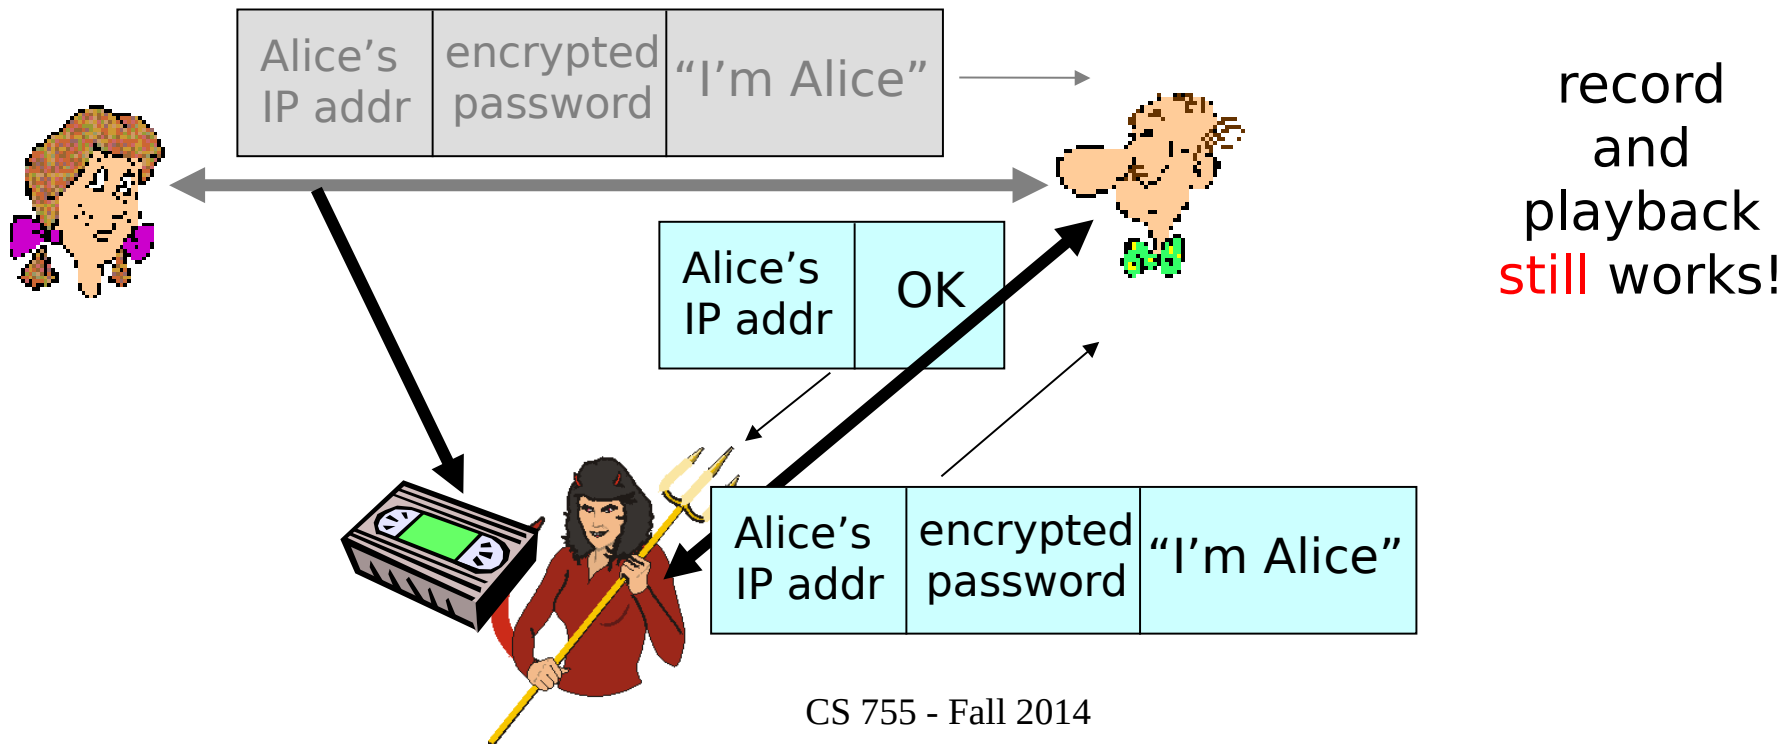 Alice’s
IP addr
encrypted
password
“I’m Alice”
record
and
playback
still works!
Alice’s
IP addr
OK
Alice’s
IP addr
encrypted
password
“I’m Alice”
CS 755 - Fall 2014